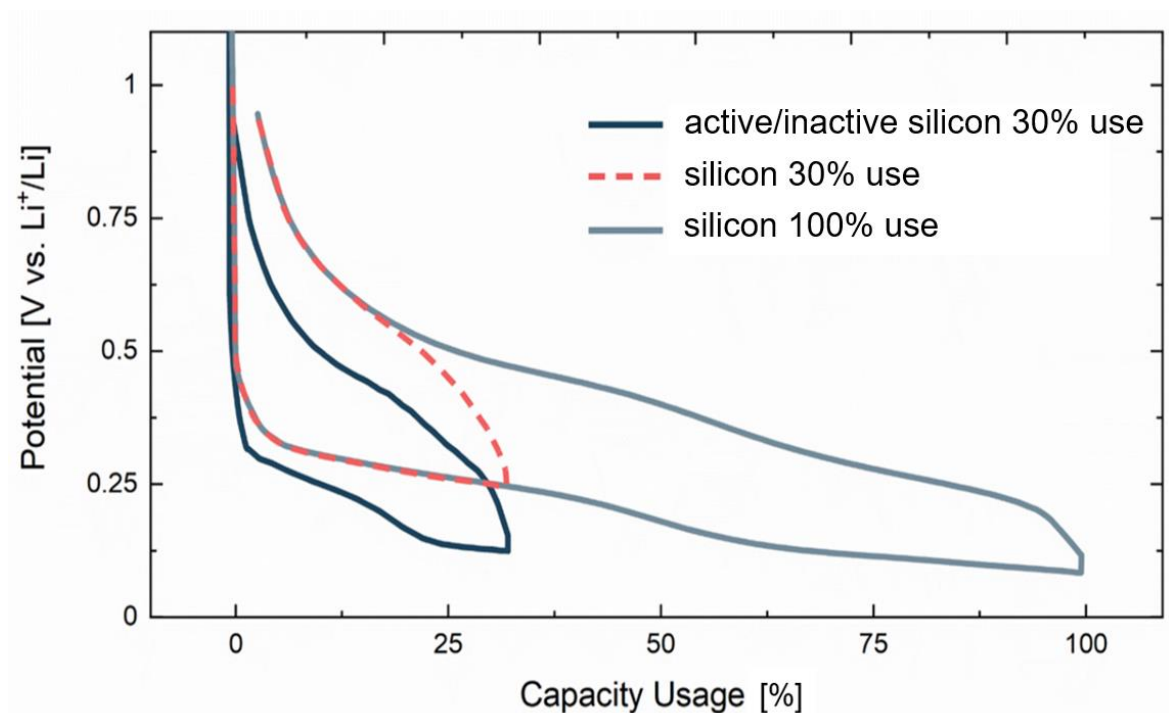 1
0.75
0.5
0.25
0
Potential [V vs. Li⁺/Li]
active/inactive silicon 30% use
silicon 30% use
silicon 100% use
0 25 50 75 100
Capacity Usage [%]